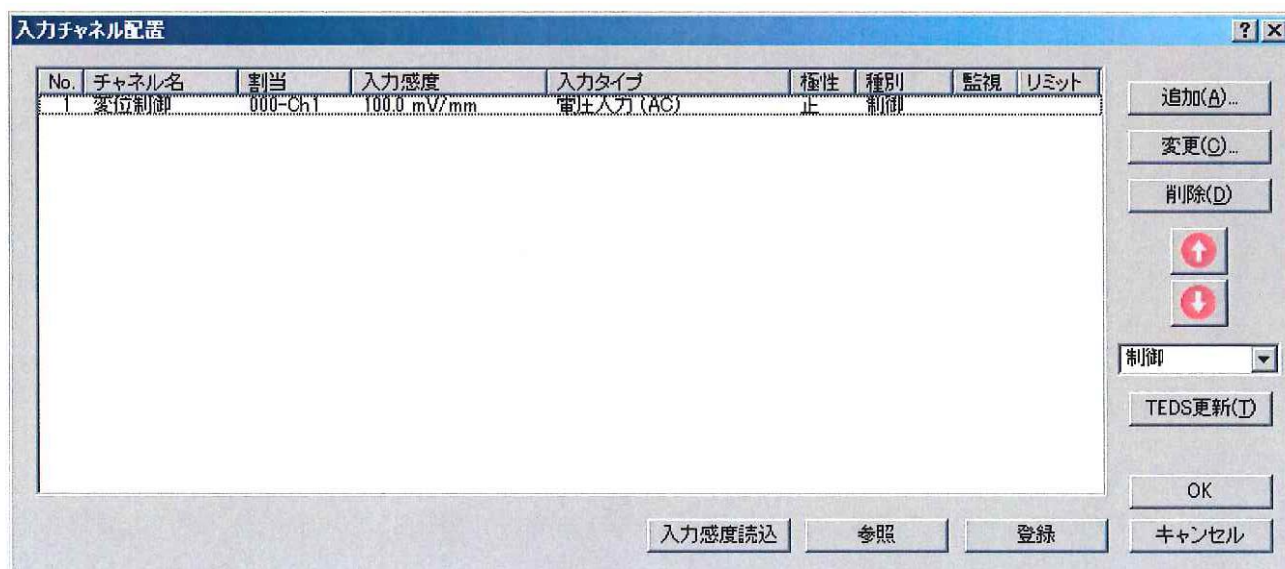 入力チャネル配置
No. チャネル名 割当 入力感度 入力タイプ 極性 種別 監視 リミット
1 変位制御 000-Ch1 100.0 mV/mm 電圧入力 (AC) 正 制御
追加(A)...
変更(C)...
削除(D)
制御
TEDS更新(T)
OK
入力感度読込 参照 登録 キャンセル